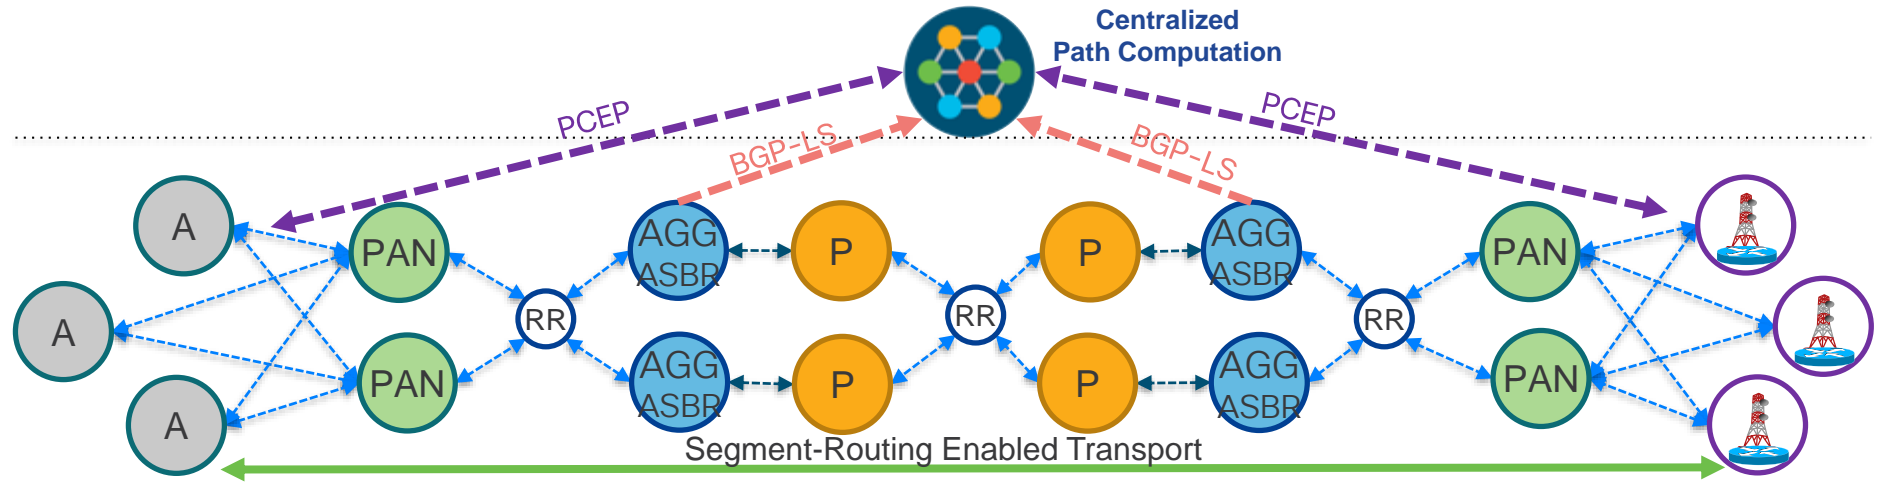 Centralized
Path Computation
PCEP
PCEP
BGP-LS
BGP-LS
A
PAN
AGG
ASBR
P
P
AGG
ASBR
PAN
A
RR
RR
RR
A
PAN
AGG
ASBR
P
P
AGG
ASBR
PAN
Segment-Routing Enabled Transport